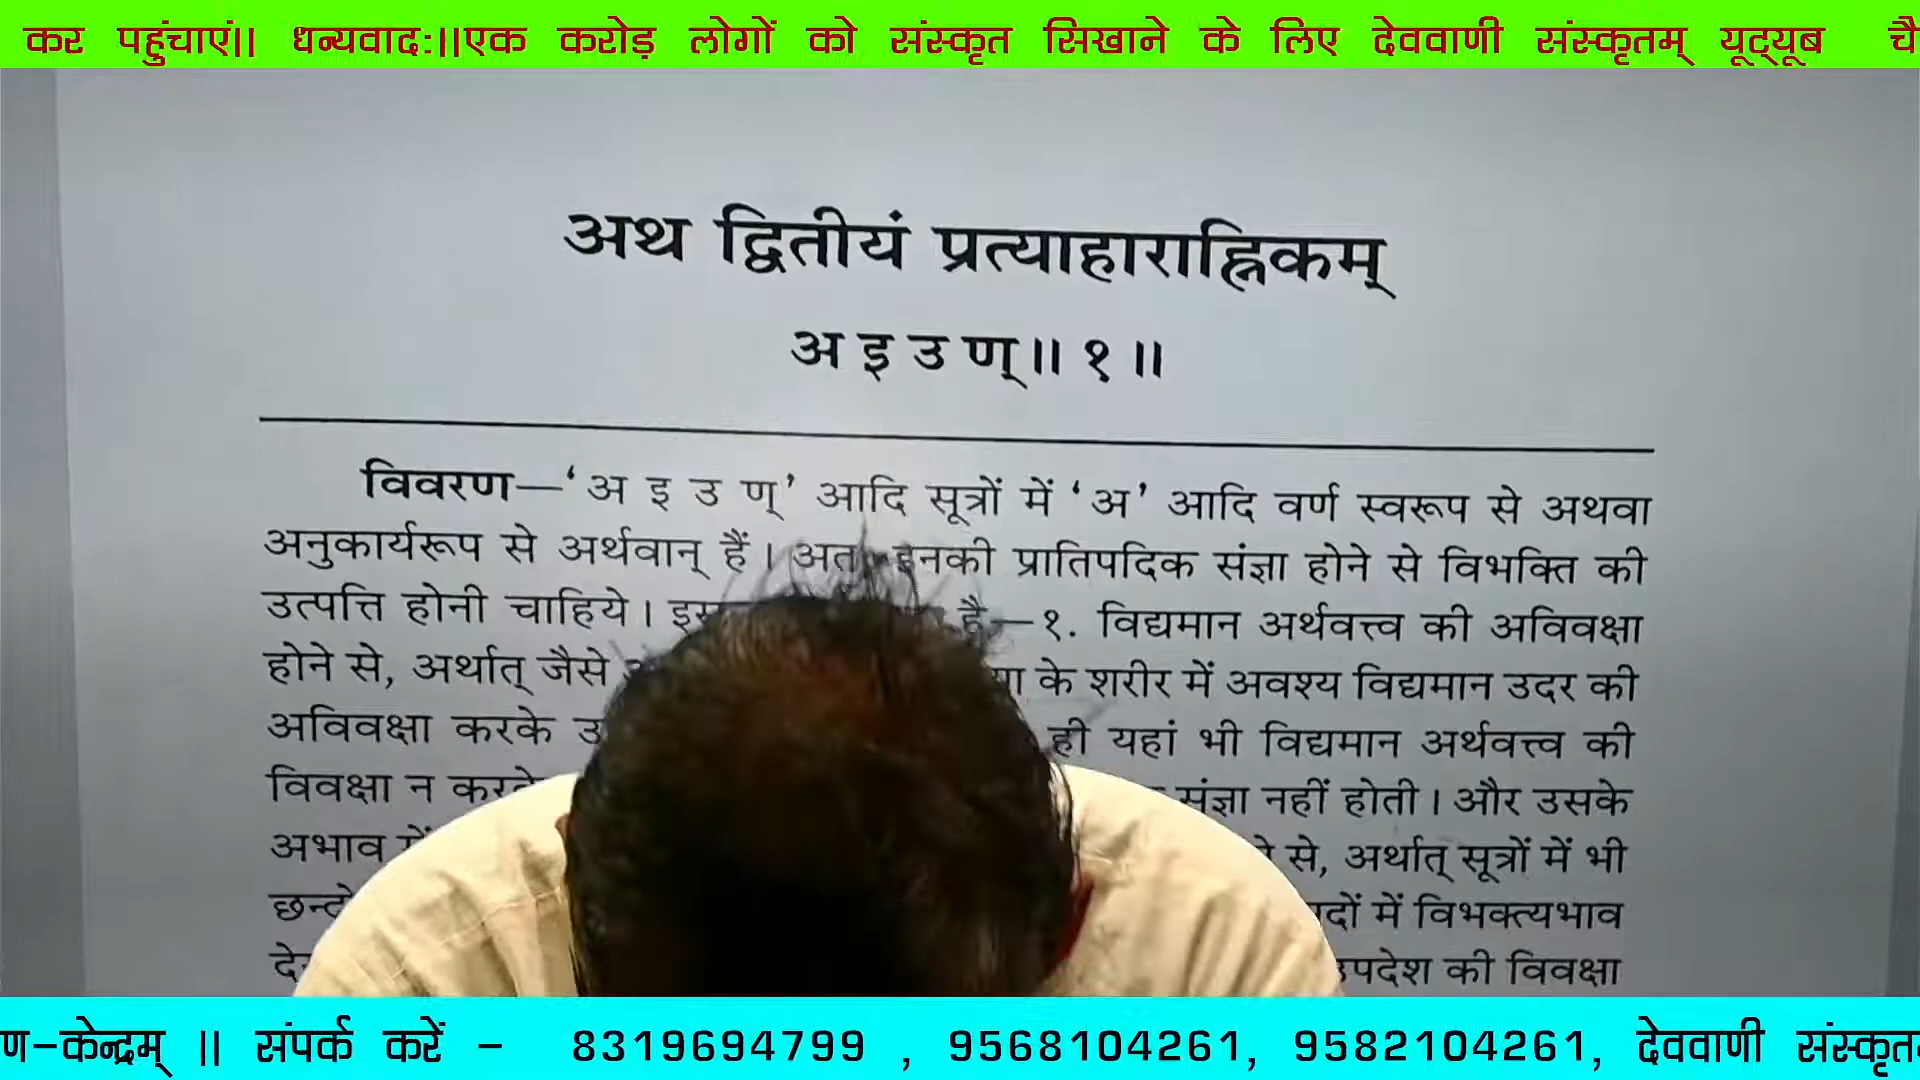 कर पहुंचाएं|| धन्यवादः||एक करोड़ लोगों को संस्कृत सिखाने के लिए देववाणी संस्कृतम् यूट्यूब चै
अथ द्वितीयं प्रत्याहाराह्निकम्
अ इ उ ण्॥ १ ॥
विवरण—‘अ इ उ ण्’ आदि सूत्रों में ‘अ’ आदि वर्ण स्वरूप से अथवा
अनुकार्यरूप से अर्थवान् हैं। इनकी प्रातिपदिक संज्ञा होने से विभक्ति की
उत्पत्ति होनी चाहिये। है—१. विद्यमान अर्थवत्त्व की अविवक्षा
होने से, अर्थात् जैसे के शरीर में अवश्य विद्यमान उदर की
अविवक्षा करके ही यहां भी विद्यमान अर्थवत्त्व की
विवक्षा न संज्ञा नहीं होती। और उसके
अभाव से, अर्थात् सूत्रों में भी
में विभक्त्यभाव
उपदेश की विवक्षा
ण-केन्द्रम् || संपर्क करें - 8319694799 , 9568104261, 9582104261, देववाणी